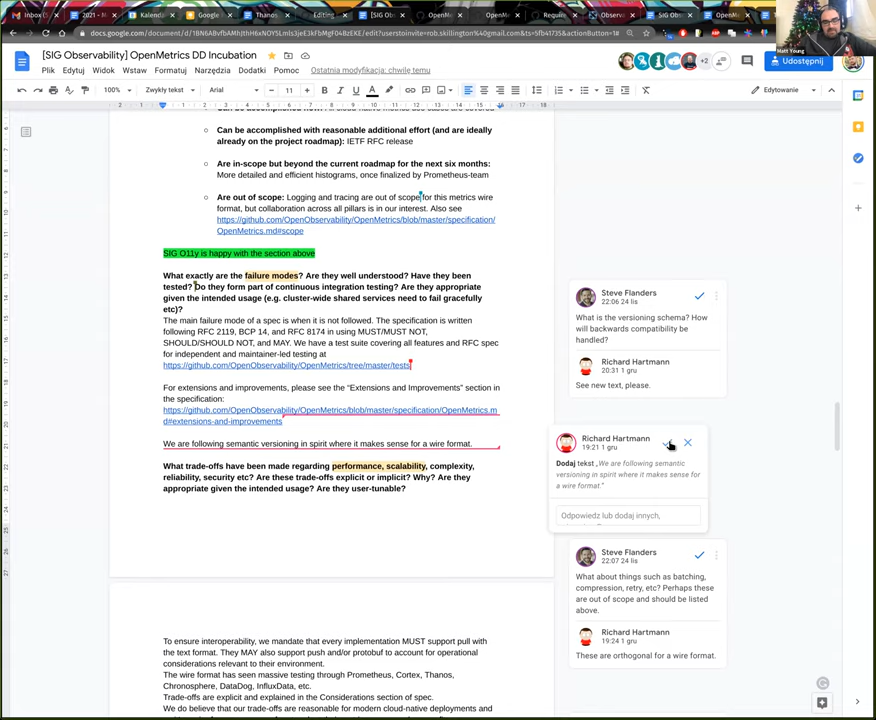 Inbox (5
2021 - M
Kalenda
Google
Thanos
Editing
[SIG Ob
OpenM
OpenM
Require
Observa
SIG Obs
OpenM
docs.google.com/document/d/
[SIG Observability] OpenMetrics DD Incubation
Plik Edytuj Widok Wstaw Formatuj Narzędzia Dodatki Pomoc
Ostatnia modyfikacja: chwilę temu
+2
Udostępnij
Matt Young
100% Zwykły tekst Arial 11 B I U A Edytowanie
Can be accomplished with reasonable additional effort (and are ideally
already on the project roadmap): IETF RFC release
Are in-scope but beyond the current roadmap for the next six months:
More detailed and efficient histograms, once finalized by Prometheus-team
Are out of scope: Logging and tracing are out of scope for this metrics wire
format, but collaboration across all pillars is in our interest. Also see
https://github.com/OpenObservability/OpenMetrics/blob/master/specification/
OpenMetrics.md#scope
SIG O11y is happy with the section above
What exactly are the failure modes? Are they well understood? Have they been
tested? Do they form part of continuous integration testing? Are they appropriate
given the intended usage (e.g. cluster-wide shared services need to fail gracefully
etc)?
The main failure mode of a spec is when it is not followed. The specification is written
following RFC 2119, BCP 14, and RFC 8174 in using MUST/MUST NOT,
SHOULD/SHOULD NOT, and MAY. We have a test suite covering all features and RFC spec
for independent and maintainer-led testing at
https://github.com/OpenObservability/OpenMetrics/tree/master/tests
For extensions and improvements, please see the “Extensions and Improvements” section in
the specification:
https://github.com/OpenObservability/OpenMetrics/blob/master/specification/OpenMetrics.m
d#extensions-and-improvements
We are following semantic versioning in spirit where it makes sense for a wire format.
What trade-offs have been made regarding performance, scalability, complexity,
reliability, security etc? Are these trade-offs explicit or implicit? Why? Are they
appropriate given the intended usage? Are they user-tunable?
To ensure interoperability, we mandate that every implementation MUST support pull with
the text format. They MAY also support push and/or protobuf to account for operational
considerations relevant to their environment.
The wire format has seen massive testing through Prometheus, Cortex, Thanos,
Chronosphere, DataDog, InfluxData, etc.
Trade-offs are explicit and explained in the Considerations section of spec.
We do believe that our trade-offs are reasonable for modern cloud-native deployments and
Steve Flanders
22:06 24 lis
What is the versioning schema? How
will backwards compatibility be
handled?
Richard Hartmann
20:31 1 gru
See new text, please.
Richard Hartmann
19:21 1 gru
Dodaj tekst „We are following semantic
versioning in spirit where it makes sense for
a wire format.”
Odpowiedz lub dodaj innych,
Steve Flanders
22:07 24 lis
What about things such as batching,
compression, retry, etc? Perhaps these
are out of scope and should be listed
above.
Richard Hartmann
19:24 1 gru
These are orthogonal for a wire format.